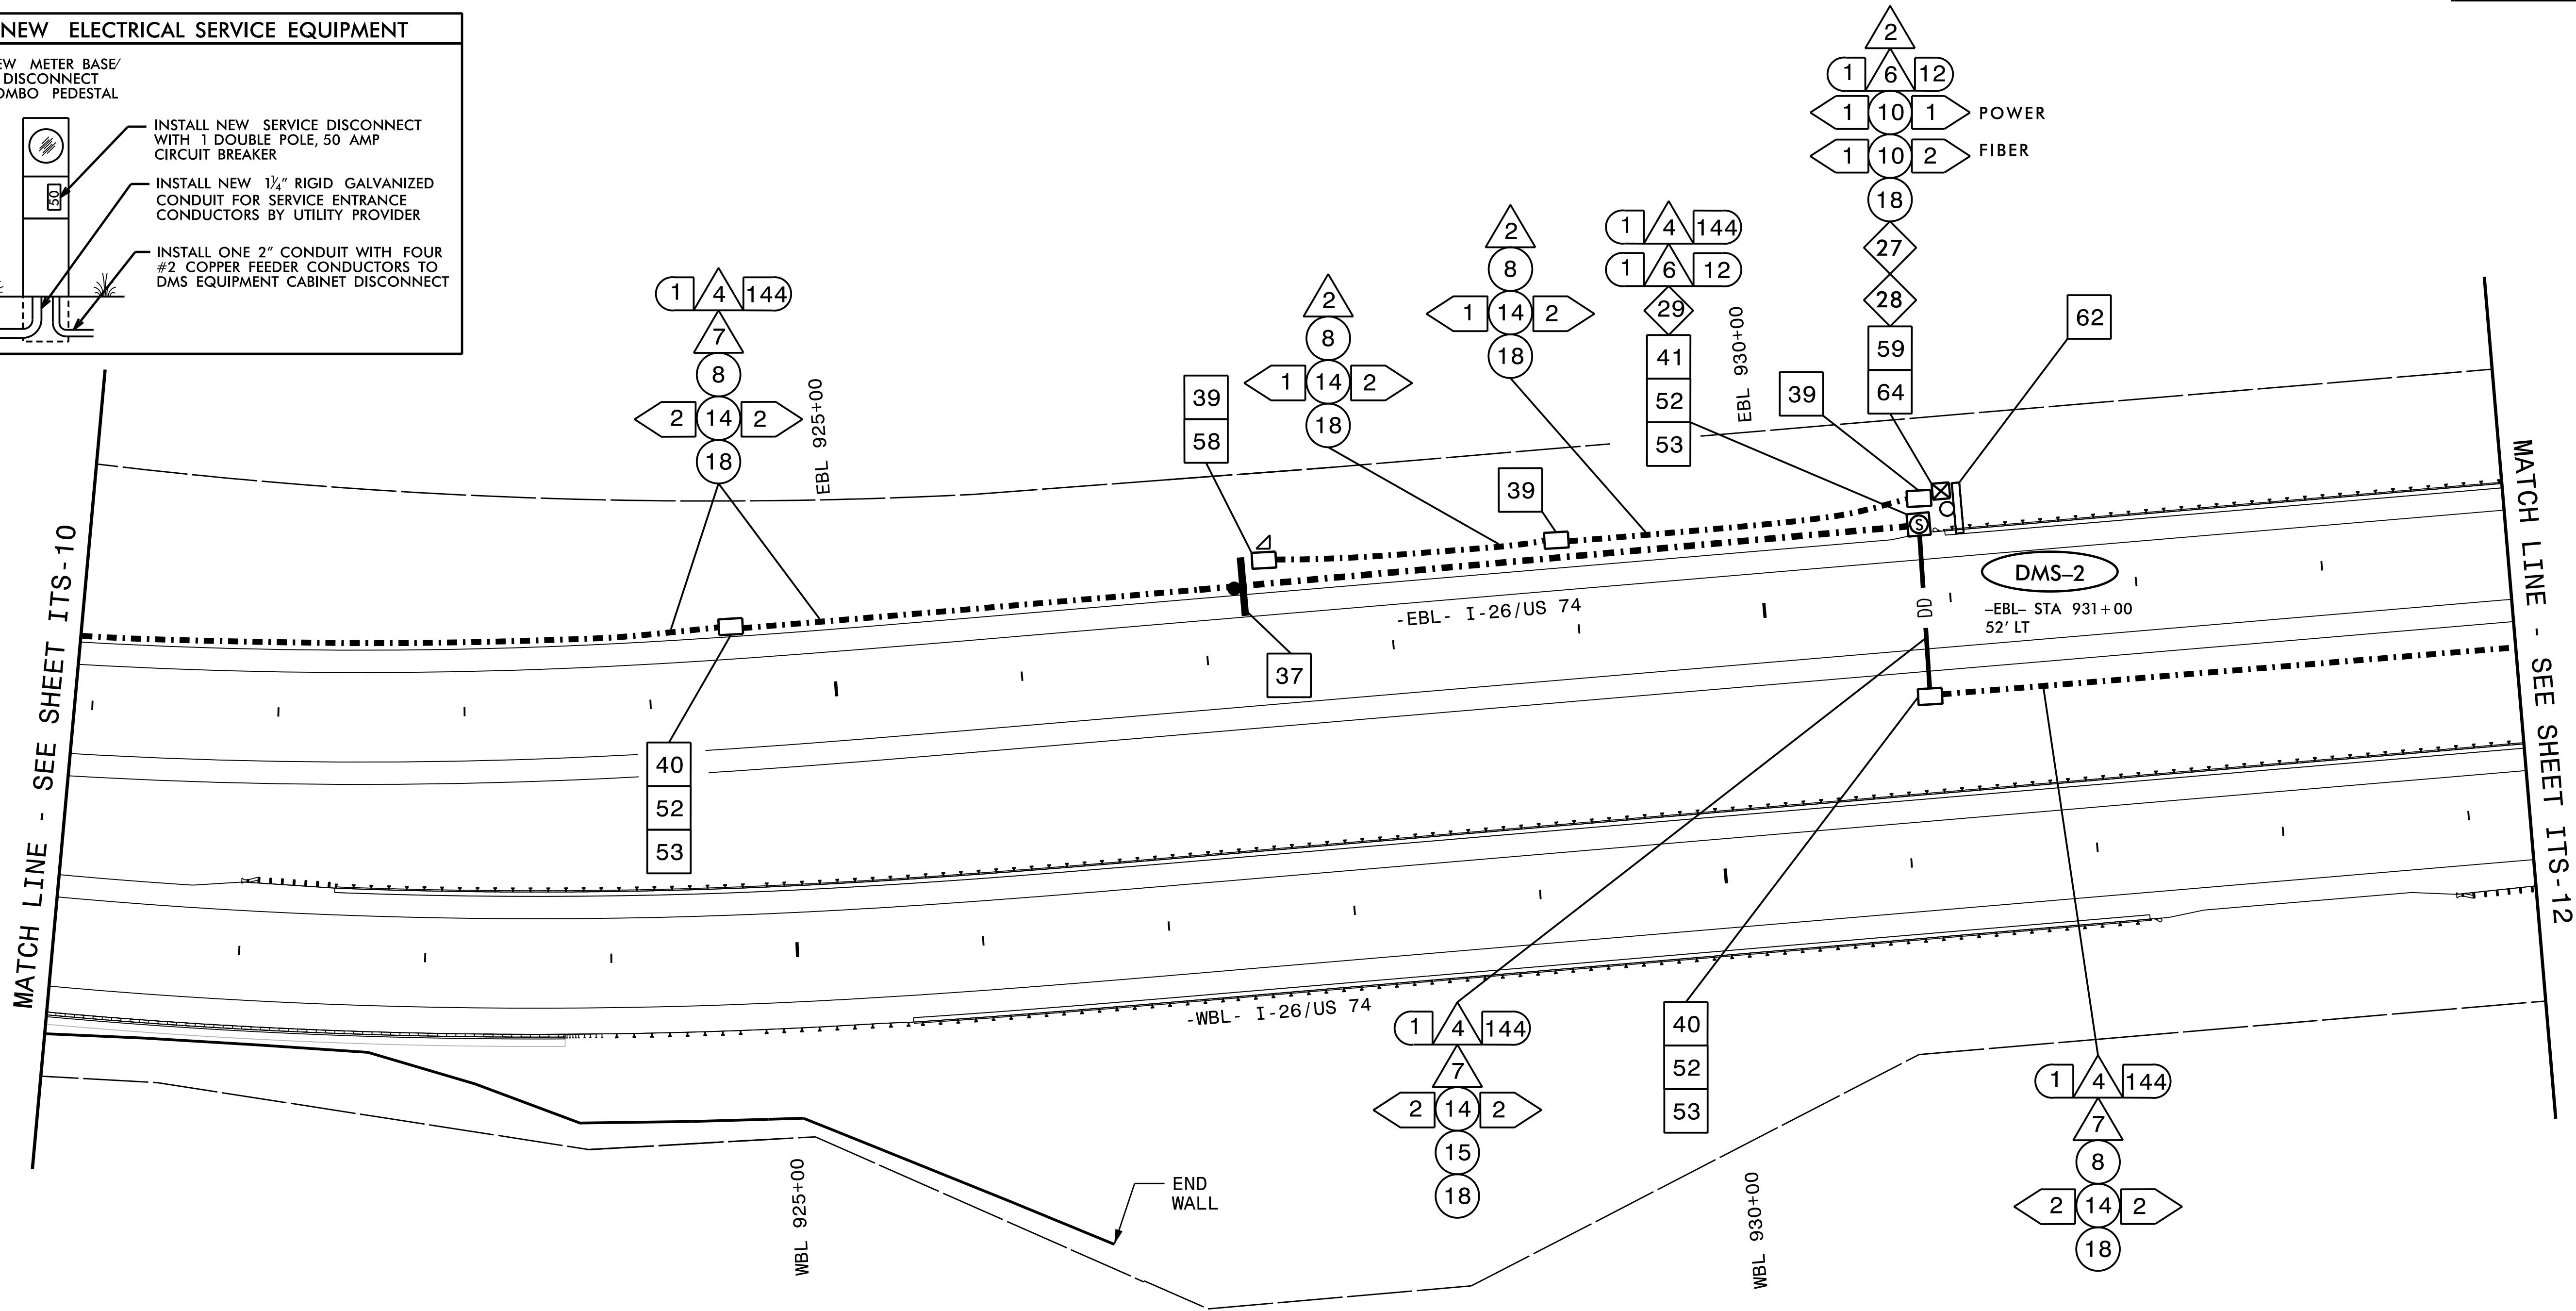 NEW ELECTRICAL SERVICE EQUIPMENT
METER BASE/
DISCONNECT
PEDESTAL
50
INSTALL NEW SERVICE DISCONNECT
WITH 1 DOUBLE POLE, 50 AMP
CIRCUIT BREAKER
INSTALL NEW 1¼" RIGID GALVANIZED
CONDUIT FOR SERVICE ENTRANCE
CONDUCTORS BY UTILITY PROVIDER
INSTALL ONE 2" CONDUIT WITH FOUR
#2 COPPER FEEDER CONDUCTORS TO
DMS EQUIPMENT CABINET DISCONNECT
MATCH LINE - SEE SHEET ITS-10
1 4 144
7
8
2 14 2
18
EBL 925+00
39
58
2
8
1 14 2
18
2
8
1 14 2
18
39
1 4 144
1 6 12
29
41
52
53
EBL 930+00
2
1 6 12
1 10 1 POWER
1 10 2 FIBER
18
27
28
59
64
39
62
S
DMS-2
-EBL- STA 931+00
52' LT
-EBL- I-26/US 74
37
40
52
53
-WBL- I-26/US 74
1 4 144
7
2 14 2
15
18
40
52
53
1 4 144
7
8
2 14 2
18
WBL 925+00
END
WALL
WBL 930+00
MATCH LINE - SEE SHEET ITS-12